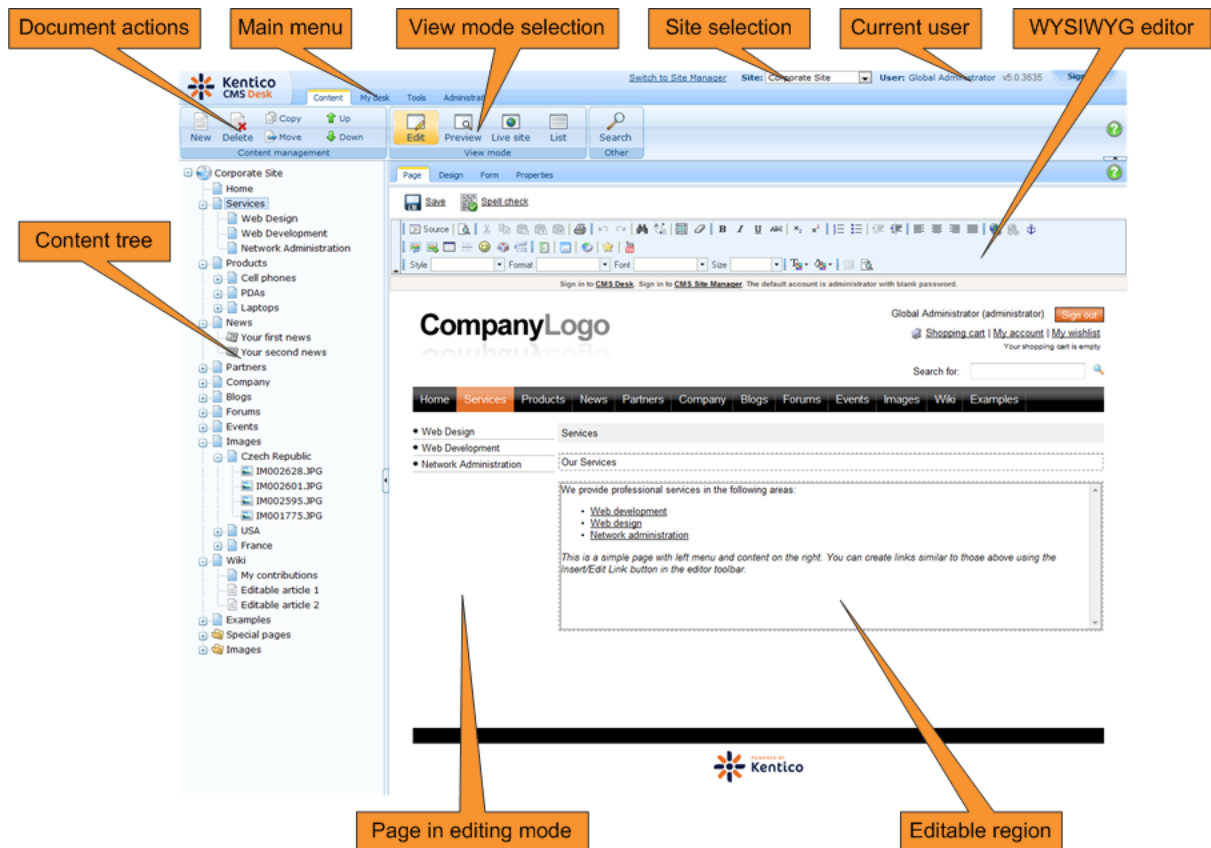 Document actions
Main menu
View mode selection
Site selection
Current user
WYSIWYG editor
Switch to Site Manager Site: Corporate Site User: Global Administrator v5.0.3635
Kentico
CMS Desk
Content My desk Tools
New Delete Copy Move Up Down
Content management
Edit Preview Live site List
View mode
Search
Other
Content tree
Corporate Site
Home
Services
Web Design
Web Development
Network Administration
Products
Cell phones
PDAs
Laptops
News
Your first news
Your second news
Partners
Company
Blogs
Forums
Events
Images
Czech Republic
IM002628.JPG
IM002601.JPG
IM002595.JPG
IM001775.JPG
USA
France
Wiki
My contributions
Editable article 1
Editable article 2
Examples
Special pages
Images
Page Design Form Properties
Save Spell check
Source
Style Format Font Size
Sign in to CMS Desk. Sign in to CMS Site Manager. The default account is administrator with blank password.
CompanyLogo
Global Administrator (administrator) Sign out
Shopping cart | My account | My wishlist
Your shopping cart is empty
Search for:
Home Services Products News Partners Company Blogs Forums Events Images Wiki Examples
Web Design
Web Development
Network Administration
Services
Our Services
We provide professional services in the following areas:
Web development
Web design
Network administration
This is a simple page with left menu and content on the right. You can create links similar to those above using the
Insert/Edit Link button in the editor toolbar.
POWERED BY
Kentico
Page in editing mode
Editable region